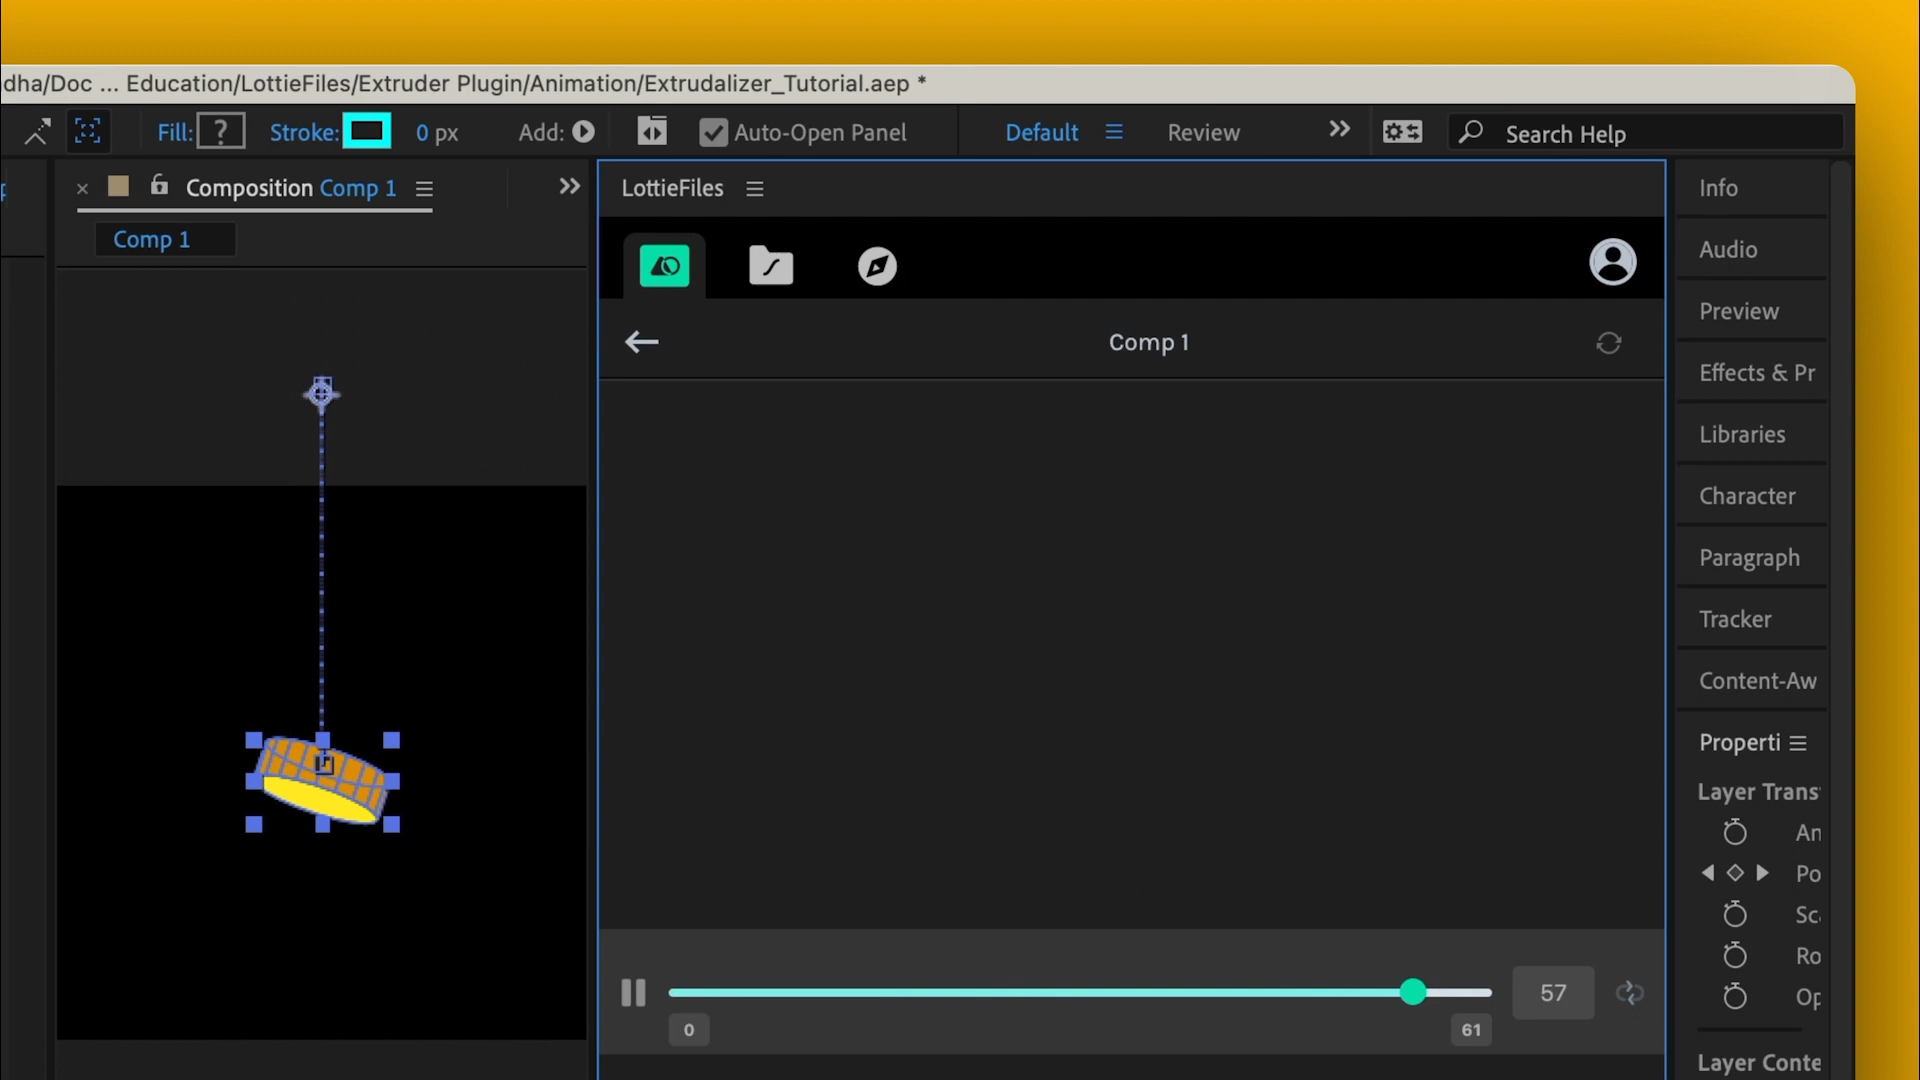 dha/Doc ... Education/LottieFiles/Extruder Plugin/Animation/Extrudalizer_Tutorial.aep *
Fill: ? Stroke: 0 px Add: Auto-Open Panel Default Review Search Help
Composition Comp 1
Comp 1
LottieFiles
Comp 1
57
0 61
Info
Audio
Preview
Effects & Pr
Libraries
Character
Paragraph
Tracker
Content-Aw
Properti
Layer Trans
An
Po
Sc
Ro
Op
Layer Conte